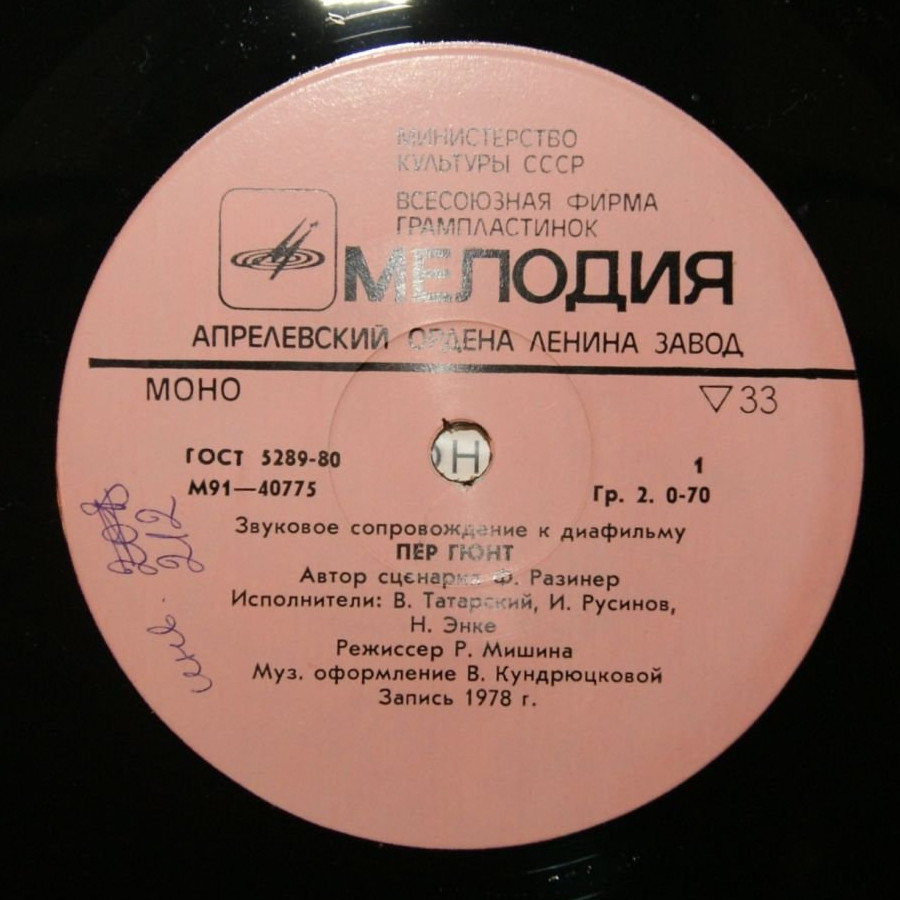 МИНИСТЕРСТВО
КУЛЬТУРЫ СССР
ВСЕСОЮЗНАЯ ФИРМА
ГРАМПЛАСТИНОК
МЕЛОДИЯ
АПРЕЛЕВСКИЙ ОРДЕНА ЛЕНИНА ЗАВОД
МОНО
▽33
ГОСТ 5289-80
М91—40775
1
Гр. 2. 0-70
Н
Звуковое сопровождение к диафильму
ПЕР ГЮНТ
Автор сценария Ф. Разинер
Исполнители: В. Татарский, И. Русинов,
Н. Энке
Режиссер Р. Мишина
Муз. оформление В. Кундрюцковой
Запись 1978 г.
инв. 212